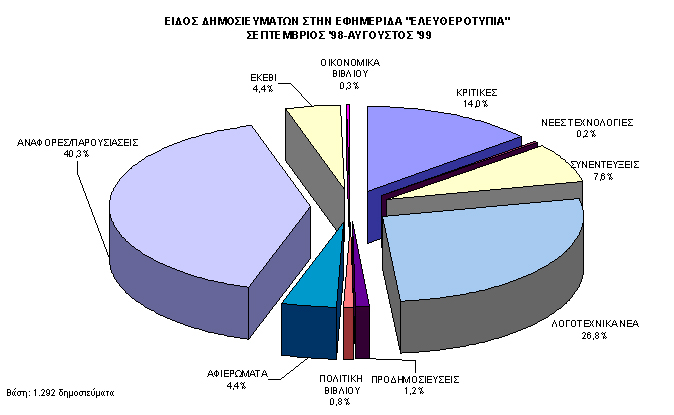 ΕΙΔΟΣ ΔΗΜΟΣΙΕΥΜΑΤΩΝ ΣΤΗΝ ΕΦΗΜΕΡΙΔΑ "ΕΛΕΥΘΕΡΟΤΥΠΙΑ"
ΣΕΠΤΕΜΒΡΙΟΣ '98-ΑΥΓΟΥΣΤΟΣ '99
ΟΙΚΟΝΟΜΙΚΑ
ΒΙΒΛΙΟΥ
0,3%
ΕΚΕΒΙ
4,4%
ΚΡΙΤΙΚΕΣ
14,0%
ΝΕΕΣ ΤΕΧΝΟΛΟΓΙΕΣ
0,2%
ΑΝΑΦΟΡΕΣ/ΠΑΡΟΥΣΙΑΣΕΙΣ
40,3%
ΣΥΝΕΝΤΕΥΞΕΙΣ
7,6%
ΛΟΓΟΤΕΧΝΙΚΑ ΝΕΑ
26,8%
ΑΦΙΕΡΩΜΑΤΑ
4,4%
ΠΟΛΙΤΙΚΗ
ΒΙΒΛΙΟΥ
0,8%
ΠΡΟΔΗΜΟΣΙΕΥΣΕΙΣ
1,2%
Βάση: 1.292 δημοσιεύματα